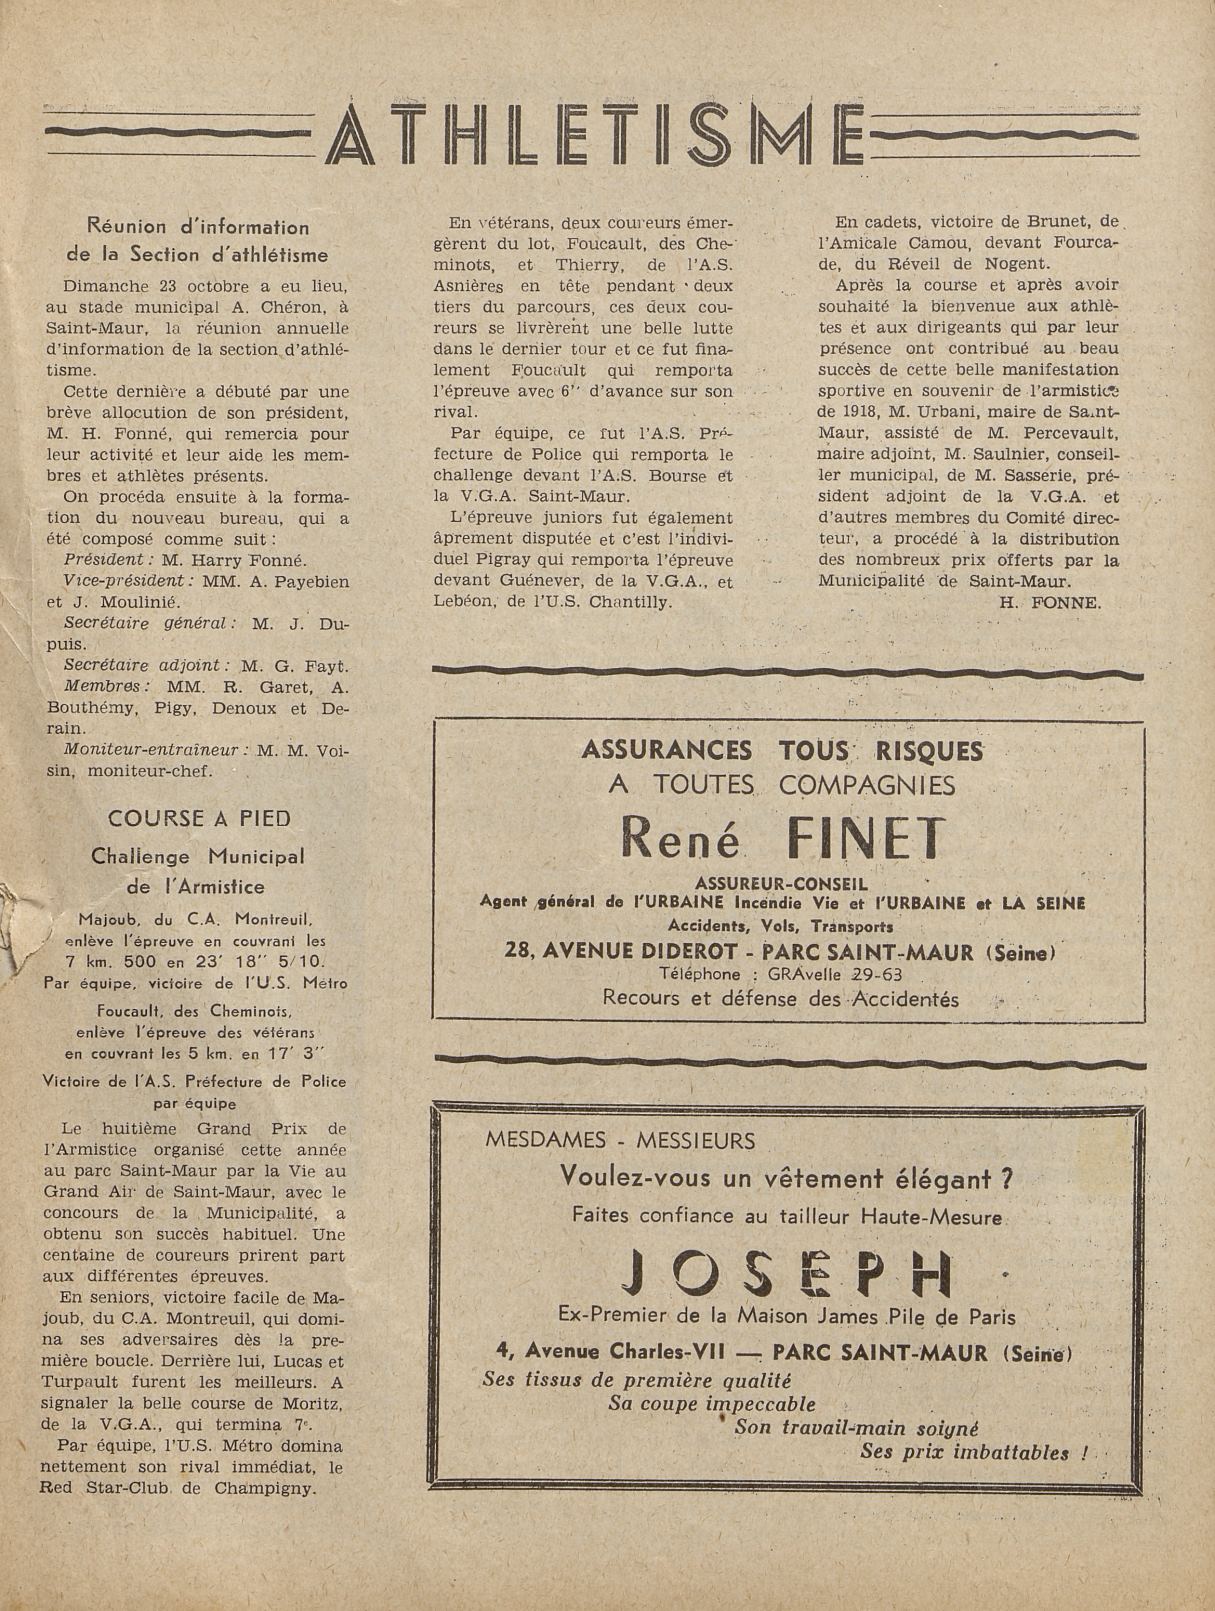 ATHLETISME
Réunion d'information
de la Section d'athlétisme
Dimanche 23 octobre a eu lieu,
au stade municipal A. Chéron, à
Saint-Maur, la réunion annuelle
d'information de la section d'athlé-
tisme.
Cette dernière a débuté par une
brève allocution de son président,
M. H. Fonné, qui remercia pour
leur activité et leur aide les mem-
bres et athlètes présents.
On procéda ensuite à la forma-
tion du nouveau bureau, qui a
été composé comme suit :
Président : M. Harry Fonné.
Vice-président : MM. A. Payebien
et J. Moulinié.
Secrétaire général : M. J. Du-
puis.
Secrétaire adjoint : M. G. Fayt.
Membres : MM. R. Garet, A.
Bouthémy, Pigy, Denoux et De-
rain.
Moniteur-entraîneur : M. M. Voi-
sin, moniteur-chef.
COURSE A PIED
Challenge Municipal
de l'Armistice
Majoub, du C.A. Montreuil,
enlève l'épreuve en couvrant les
7 km. 500 en 23' 18'' 5/10.
Par équipe, victoire de l'U.S. Métro
Foucault, des Cheminots,
enlève l'épreuve des vétérans
en couvrant les 5 km. en 17' 3''
Victoire de l'A.S. Préfecture de Police
par équipe
Le huitième Grand Prix de
l'Armistice organisé cette année
au parc Saint-Maur par la Vie au
Grand Air de Saint-Maur, avec le
concours de la Municipalité, a
obtenu son succès habituel. Une
centaine de coureurs prirent part
aux différentes épreuves.
En seniors, victoire facile de Ma-
joub, du C.A. Montreuil, qui domi-
na ses adversaires dès la pre-
mière boucle. Derrière lui, Lucas et
Turpault furent les meilleurs. A
signaler la belle course de Moritz,
de la V.G.A., qui termina 7e.
Par équipe, l'U.S. Métro domina
nettement son rival immédiat, le
Red Star-Club de Champigny.
En vétérans, deux coureurs émer-
gèrent du lot, Foucault, des Che-
minots, et Thierry, de l'A.S.
Asnières en tête pendant deux
tiers du parcours, ces deux cou-
reurs se livrèrent une belle lutte
dans le dernier tour et ce fut fina-
lement Foucault qui remporta
l'épreuve avec 6'' d'avance sur son
rival.
Par équipe, ce fut l'A.S. Pré-
fecture de Police qui remporta le
challenge devant l'A.S. Bourse et
la V.G.A. Saint-Maur.
L'épreuve juniors fut également
âprement disputée et c'est l'indivi-
duel Pigray qui remporta l'épreuve
devant Guénever, de la V.G.A., et
Lebéon, de l'U.S. Chantilly.
En cadets, victoire de Brunet, de
l'Amicale Camou, devant Fourca-
de, du Réveil de Nogent.
Après la course et après avoir
souhaité la bienvenue aux athlè-
tes et aux dirigeants qui par leur
présence ont contribué au beau
succès de cette belle manifestation
sportive en souvenir de l'armistice
de 1918, M. Urbani, maire de Saint-
Maur, assisté de M. Percevault,
maire adjoint, M. Saulnier, conseil-
ler municipal, de M. Sasserie, pré-
sident adjoint de la V.G.A. et
d'autres membres du Comité direc-
teur, a procédé à la distribution
des nombreux prix offerts par la
Municipalité de Saint-Maur.
H. FONNE.
ASSURANCES TOUS RISQUES
A TOUTES COMPAGNIES
René FINET
ASSUREUR-CONSEIL
Agent général de l'URBAINE Incendie Vie et l'URBAINE et LA SEINE
Accidents, Vols, Transports
28, AVENUE DIDEROT - PARC SAINT-MAUR (Seine)
Téléphone : GRAvelle 29-63
Recours et défense des Accidentés
MESDAMES - MESSIEURS
Voulez-vous un vêtement élégant ?
Faites confiance au tailleur Haute-Mesure
JOSEPH
Ex-Premier de la Maison James Pile de Paris
4, Avenue Charles-VII — PARC SAINT-MAUR (Seine)
Ses tissus de première qualité
Sa coupe impeccable
Son travail-main soigné
Ses prix imbattables !